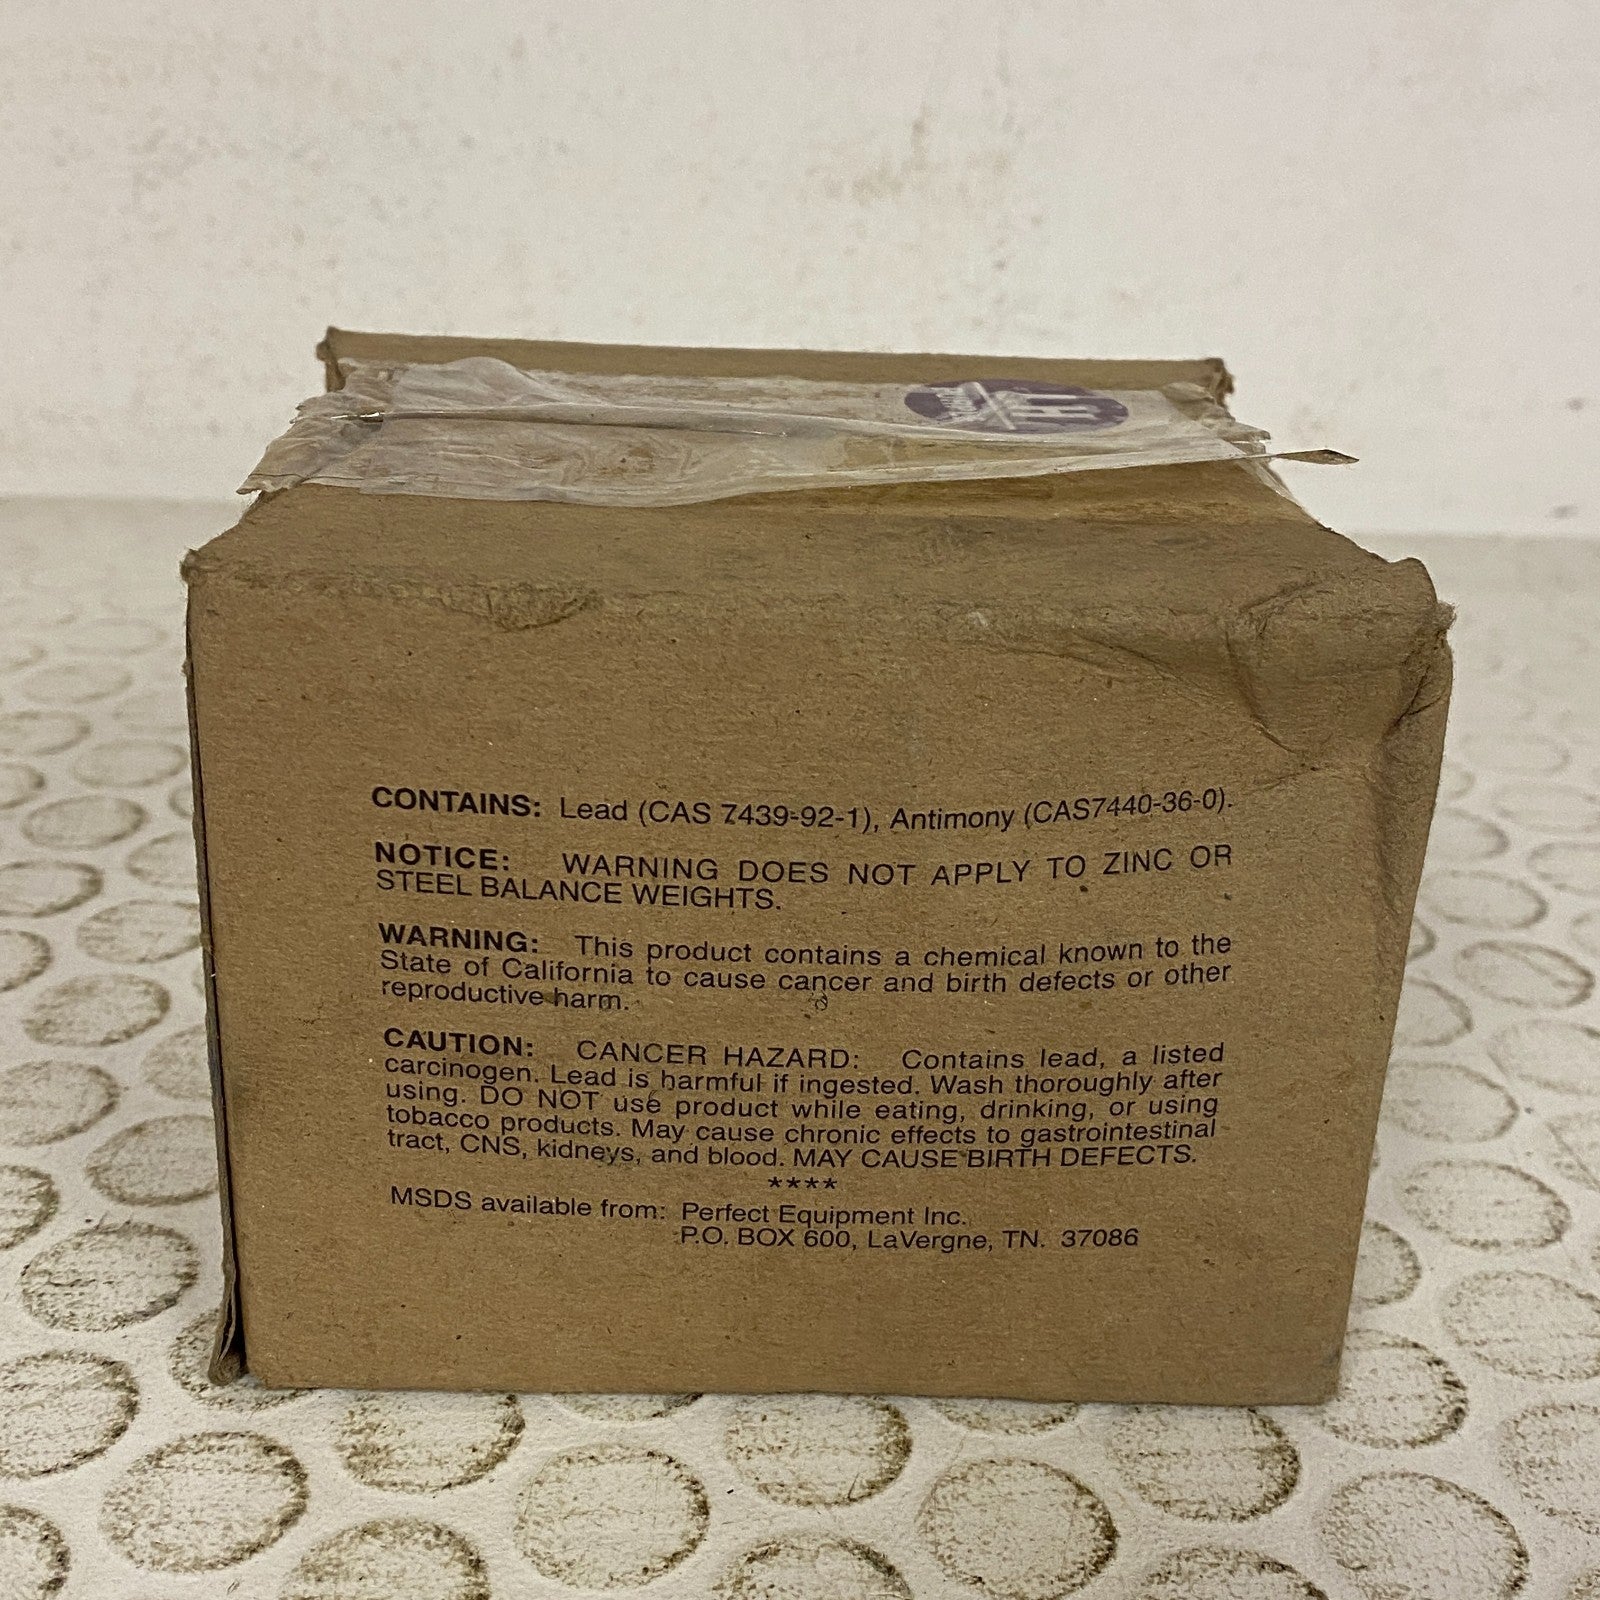 CONTAINS: Lead (CAS 7439-92-1), Antimony (CAS7440-36-0).
NOTICE: WARNING DOES NOT APPLY TO ZINC OR
STEEL BALANCE WEIGHTS.
WARNING: This product contains a chemical known to the
State of California to cause cancer and birth defects or other
reproductive harm.
CAUTION: CANCER HAZARD: Contains lead, a listed
carcinogen. Lead is harmful if ingested. Wash thoroughly after
using. DO NOT use product while eating, drinking, or using
tobacco products. May cause chronic effects to gastrointestinal
tract, CNS, kidneys, and blood. MAY CAUSE BIRTH DEFECTS.
****
MSDS available from: Perfect Equipment Inc.
P.O. BOX 600, LaVergne, TN. 37086